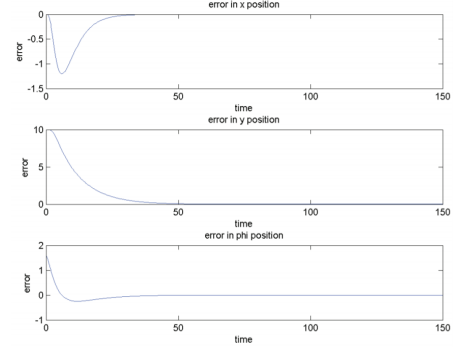 error in x position
0
-0.5
-1
-1.5
error
0
50
100
150
time
error in y position
10
5
0
error
0
50
100
150
time
error in phi position
2
1
0
-1
error
0
50
100
150
time